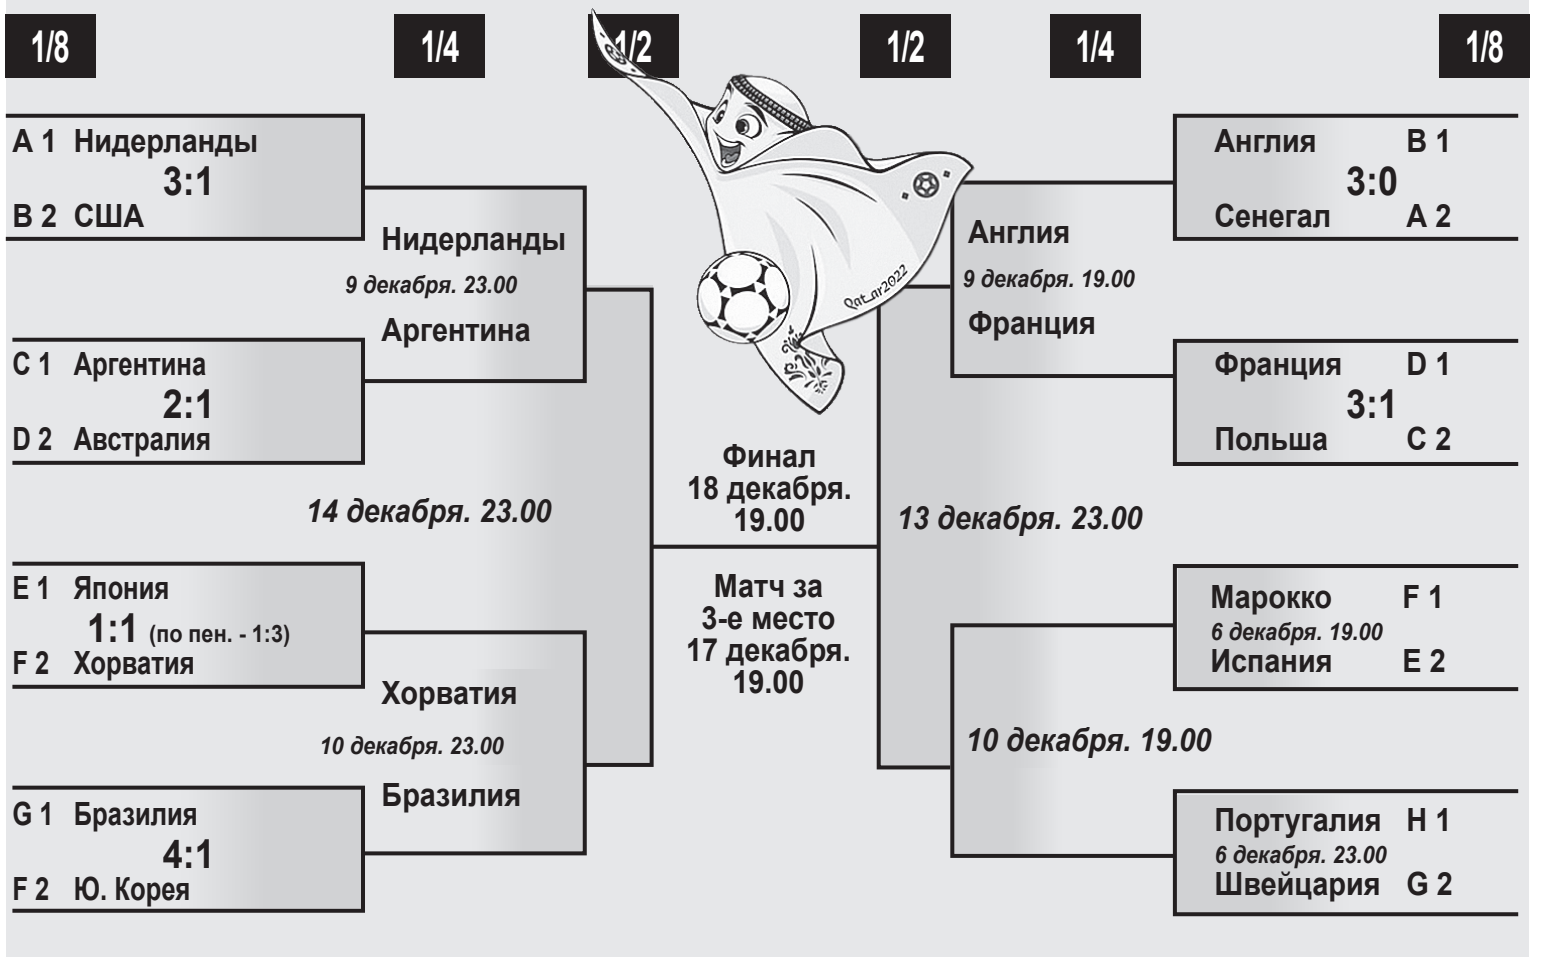 1/8
1/4
1/2
1/2
1/4
1/8
A 1 Нидерланды
3:1
B 2 США
C 1 Аргентина
2:1
D 2 Австралия
E 1 Япония
1:1 (по пен. - 1:3)
F 2 Хорватия
G 1 Бразилия
4:1
F 2 Ю. Корея
Нидерланды
9 декабря. 23.00
Аргентина
14 декабря. 23.00
Хорватия
10 декабря. 23.00
Бразилия
Qatar2022
Финал
18 декабря.
19.00
Матч за
3-е место
17 декабря.
19.00
Англия
9 декабря. 19.00
Франция
13 декабря. 23.00
10 декабря. 19.00
Англия B 1
3:0
Сенегал A 2
Франция D 1
3:1
Польша C 2
Марокко F 1
6 декабря. 19.00
Испания E 2
Португалия H 1
6 декабря. 23.00
Швейцария G 2